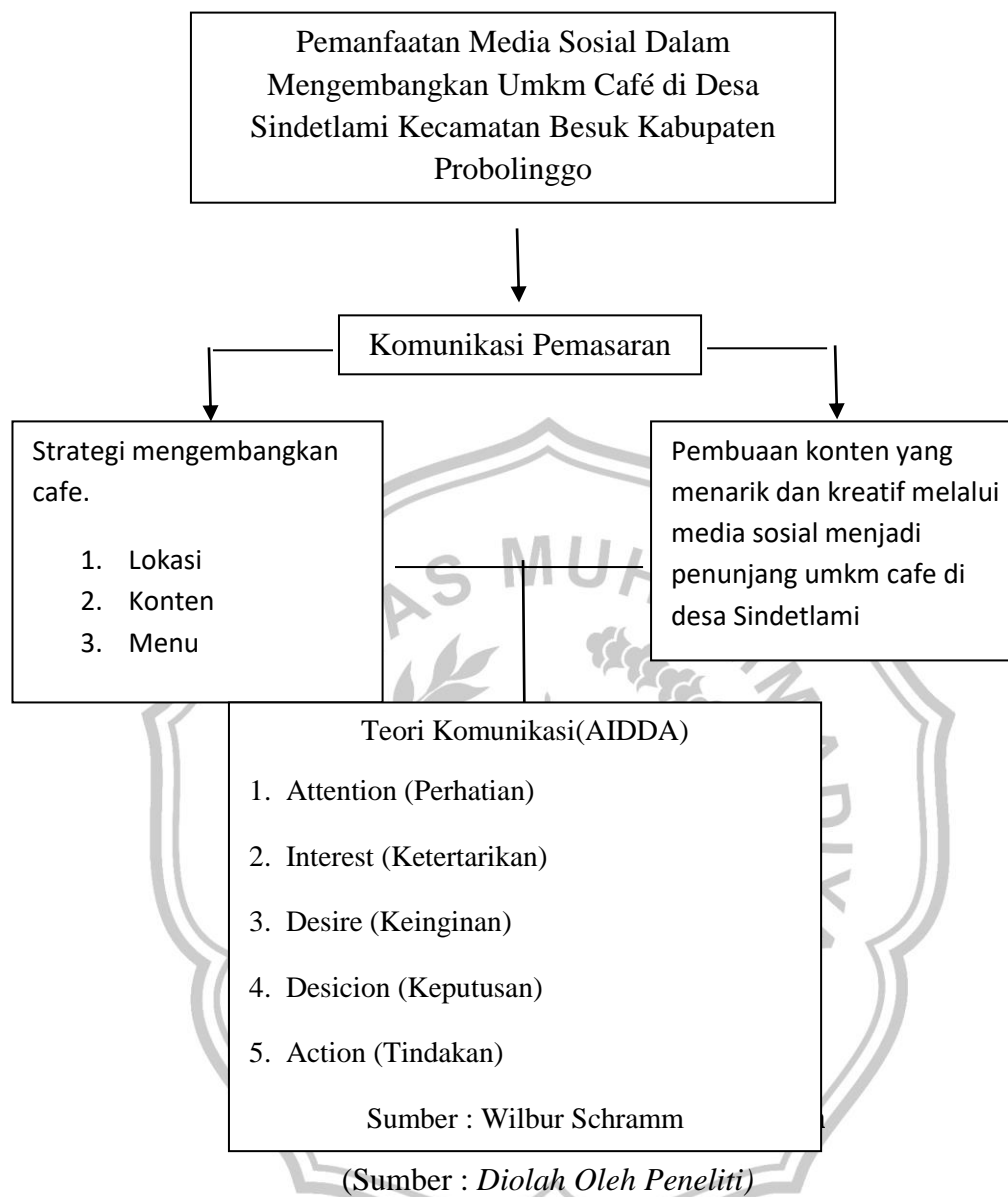 Pemanfaatan Media Sosial Dalam
Mengembangkan Umkm Café di Desa
Sindetlami Kecamatan Besuk Kabupaten
Probolinggo
Komunikasi Pemasaran
Strategi mengembangkan
cafe.
1. Lokasi
2. Konten
3. Menu
Pembuaan konten yang
menarik dan kreatif melalui
media sosial menjadi
penunjang umkm cafe di
desa Sindetlami
Teori Komunikasi(AIDDA)
1. Attention (Perhatian)
2. Interest (Ketertarikan)
3. Desire (Keinginan)
4. Desicion (Keputusan)
5. Action (Tindakan)
Sumber : Wilbur Schramm
(Sumber : Diolah Oleh Peneliti)